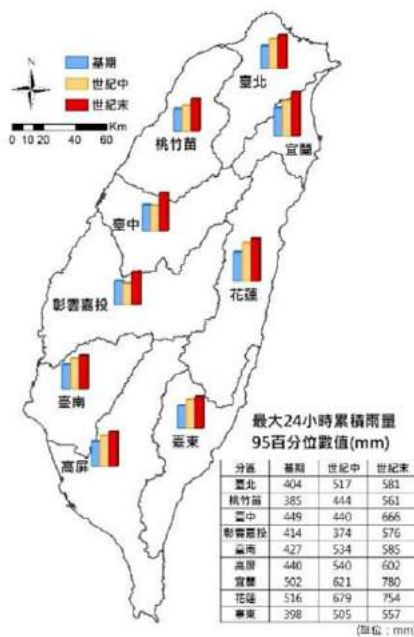 N
基期
世紀中
世紀末
0 10 20 40 60
Km
臺北
桃竹苗
宜蘭
臺中
花蓮
彰雲嘉投
臺南
臺東
高屏
最大24小時累積雨量
95百分位數值(mm)
分區 基期 世紀中 世紀末
臺北 404 517 581
桃竹苗 385 444 561
臺中 449 440 666
彰雲嘉投 414 374 576
臺南 427 534 585
高屏 440 540 602
宜蘭 502 621 780
花蓮 516 679 754
臺東 398 505 557
(單位：mm)